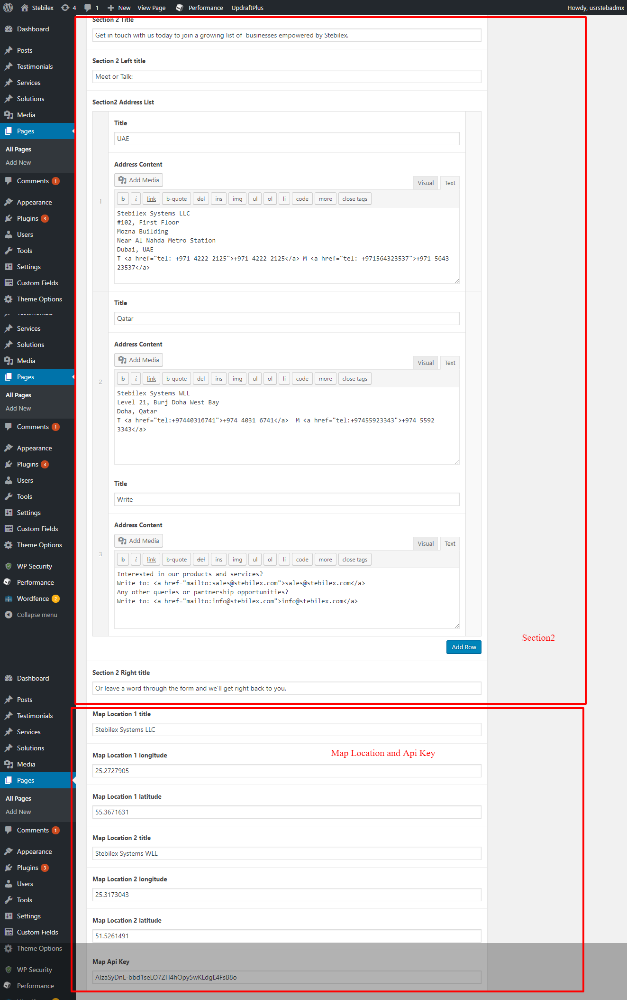 Stebilex 4 1 New View Page Performance UpdraftPlus Howdy, usrstebadmx
Dashboard
Posts
Testimonials
Services
Solutions
Media
Pages
All Pages
Add New
Comments 1
Appearance
Plugins 3
Users
Tools
Settings
Custom Fields
Theme Options
Services
Solutions
Media
Pages
All Pages
Add New
Comments 1
Appearance
Plugins 3
Users
Tools
Settings
Custom Fields
Theme Options
WP Security
Performance
Wordfence 2
Collapse menu
Dashboard
Posts
Testimonials
Services
Solutions
Media
Pages
All Pages
Add New
Comments 1
Appearance
Plugins 3
Users
Tools
Settings
Custom Fields
Theme Options
WP Security
Performance
Section 2 Title
Get in touch with us today to join a growing list of  businesses empowered by Stebilex.
Section 2 Left title
Meet or Talk:
Section2 Address List
1
Title
UAE
Address Content
Add Media
Visual Text
b i link b-quote del ins img ul ol li code more close tags
Stebilex Systems LLC
#102, First Floor
Mozna Building
Near Al Nahda Metro Station
Dubai, UAE
T <a href="tel: +971 4222 2125">+971 4222 2125</a> M <a href="tel: +971564323537">+971 5643
23537</a>
2
Title
Qatar
Address Content
Add Media
Visual Text
b i link b-quote del ins img ul ol li code more close tags
Stebilex Systems WLL
Level 21, Burj Doha West Bay
Doha, Qatar
T <a href="tel:+97440316741">+974 4031 6741</a>  M <a href="tel:+97455923343">+974 5592
3343</a>
3
Title
Write
Address Content
Add Media
Visual Text
b i link b-quote del ins img ul ol li code more close tags
Interested in our products and services?
Write to: <a href="mailto:sales@stebilex.com">sales@stebilex.com</a>
Any other queries or partnership opportunities?
Write to: <a href="mailto:info@stebilex.com">info@stebilex.com</a>
Section2
Add Row
Section 2 Right title
Or leave a word through the form and we'll get right back to you.
Map Location 1 title
Stebilex Systems LLC
Map Location and Api Key
Map Location 1 longitude
25.2727905
Map Location 1 latitude
55.3671631
Map Location 2 title
Stebilex Systems WLL
Map Location 2 longitude
25.3173043
Map Location 2 latitude
51.5261491
Map Api Key
AIzaSyDnL-bbd1seLO7ZH4hOpy5wKLdgE4FsB8o